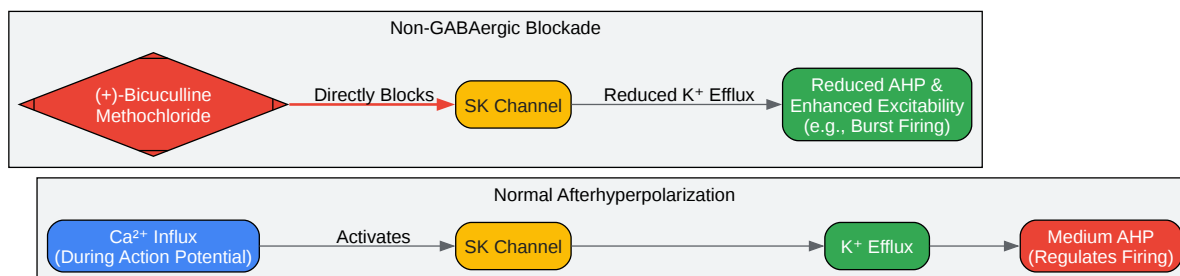 Non-GABAergic Blockade
(+)-Bicuculline
Methochloride
Directly Blocks
SK Channel
Reduced K⁺ Efflux
Reduced AHP &
Enhanced Excitability
(e.g., Burst Firing)
Normal Afterhyperpolarization
Ca²⁺ Influx
(During Action Potential)
Activates
SK Channel
K⁺ Efflux
Medium AHP
(Regulates Firing)